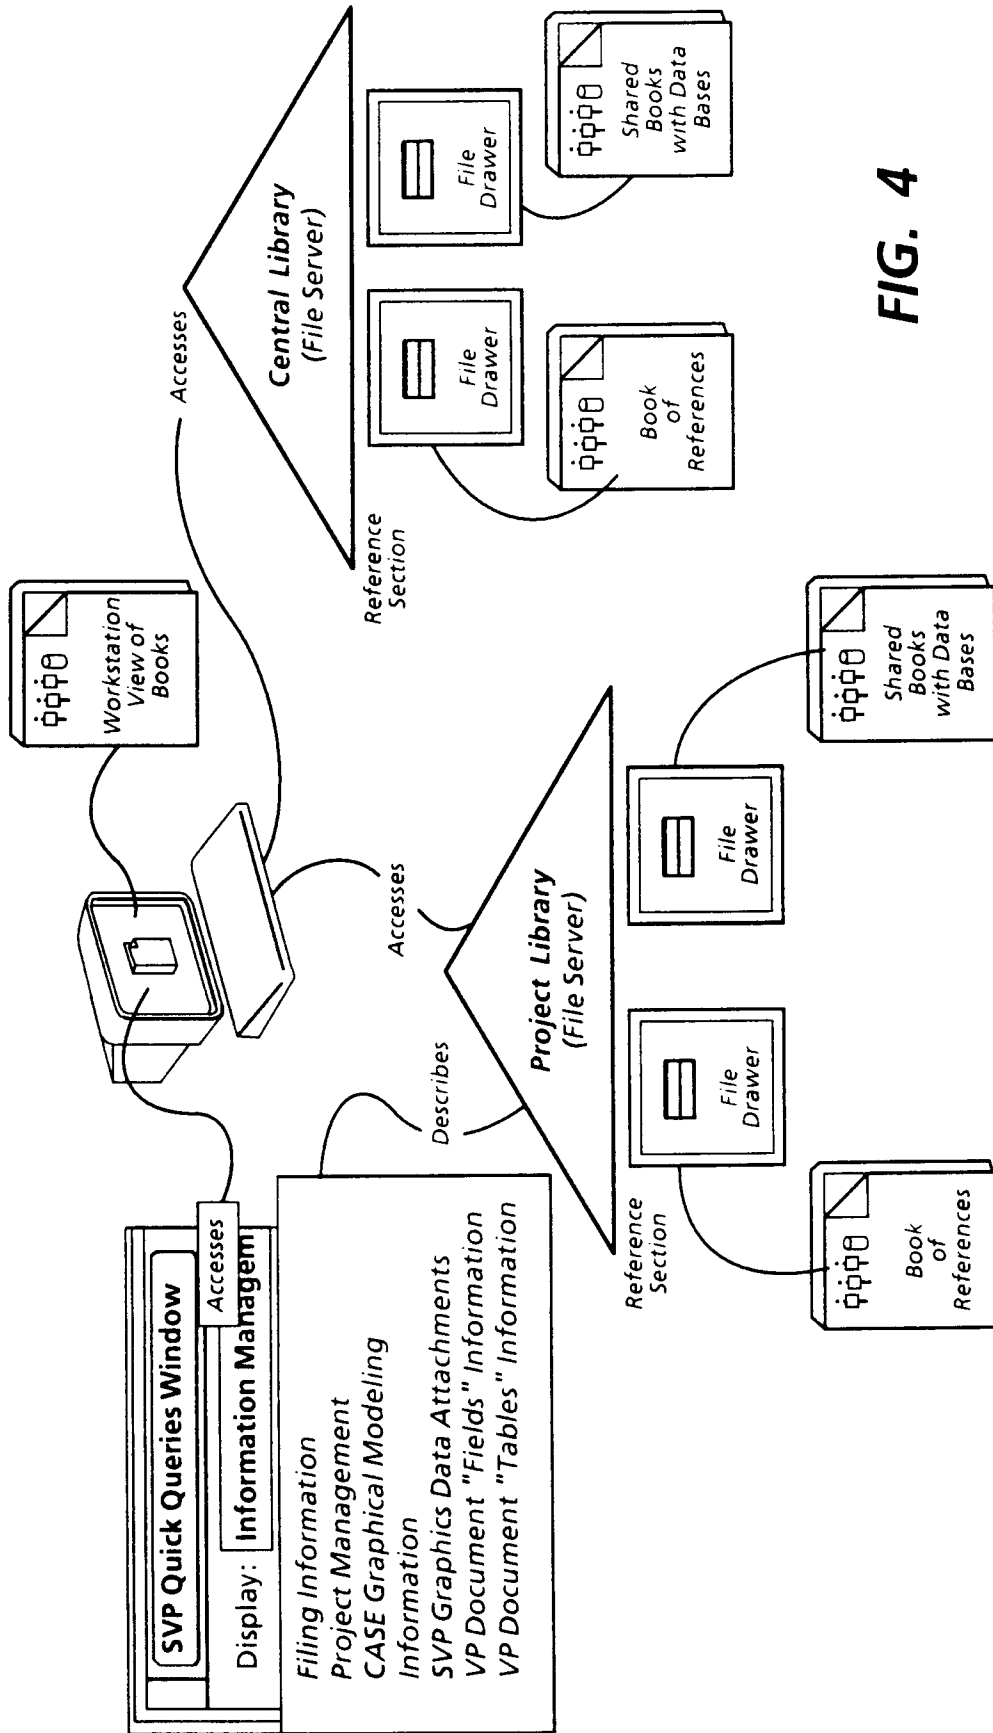 SVP Quick Queries Window
Display: Information Managem
Accesses
Filing Information
Project Management
CASE Graphical Modeling
Information
SVP Graphics Data Attachments
VP Document "Fields" Information
VP Document "Tables" Information
Describes
Workstation
View of
Books
Accesses
Accesses
Project Library
(File Server)
Reference
Section
File
Drawer
File
Drawer
Book
of
References
Shared
Books
with Data
Bases
Central Library
(File Server)
Reference
Section
File
Drawer
File
Drawer
Book
of
References
Shared
Books
with Data
Bases
FIG. 4